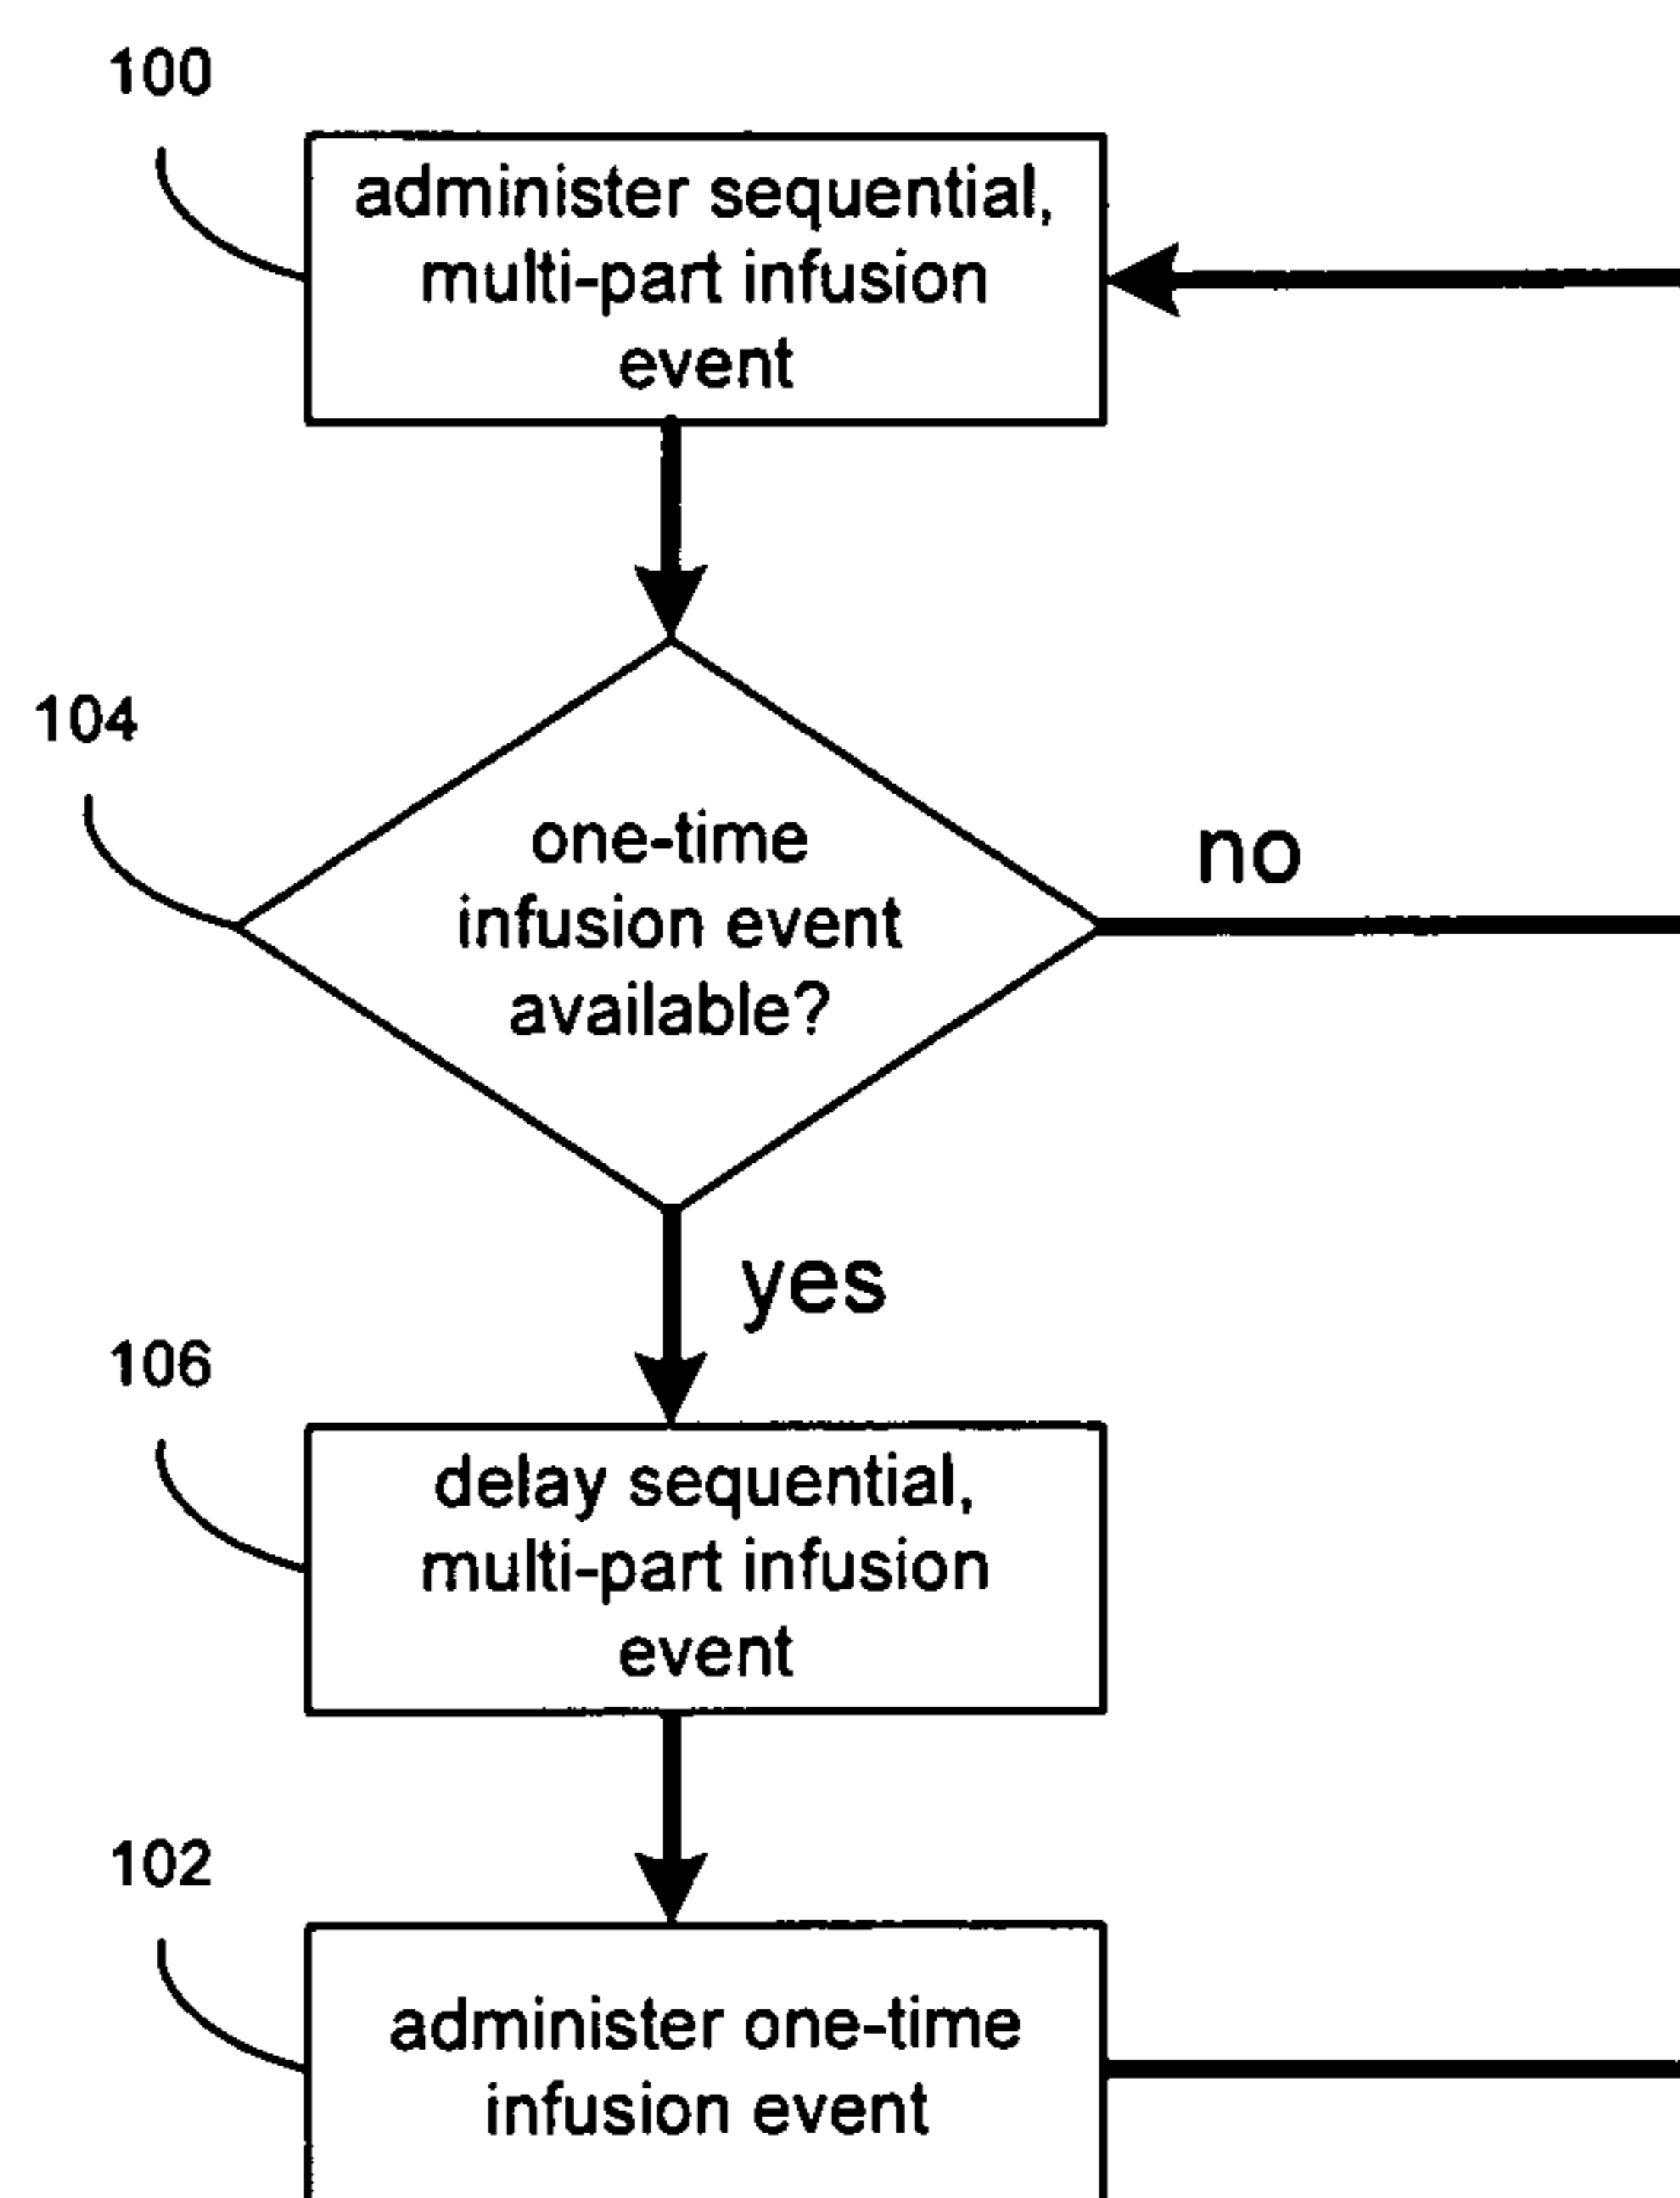 100
administer sequential,
multi-part infusion
event
104
one-time
infusion event
available?
no
yes
106
delay sequential,
multi-part infusion
event
102
administer one-time
infusion event